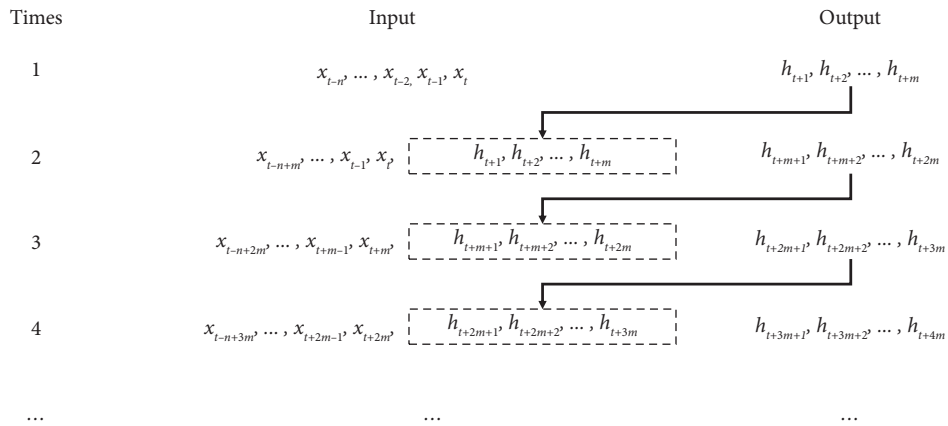 Times Input Output
1 x_{t–n}, ... , x_{t–2,} x_{t–1}, x_t h_{t+1}, h_{t+2}, ... , h_{t+m}
2 x_{t–n+m}, ... , x_{t–1}, x_t, h_{t+1}, h_{t+2}, ... , h_{t+m} h_{t+m+1}, h_{t+m+2}, ... , h_{t+2m}
3 x_{t–n+2m}, ... , x_{t+m–1}, x_{t+m}, h_{t+m+1}, h_{t+m+2}, ... , h_{t+2m} h_{t+2m+1}, h_{t+2m+2}, ... , h_{t+3m}
4 x_{t–n+3m}, ... , x_{t+2m–1}, x_{t+2m}, h_{t+2m+1}, h_{t+2m+2}, ... , h_{t+3m} h_{t+3m+1}, h_{t+3m+2}, ... , h_{t+4m}
... ... ...